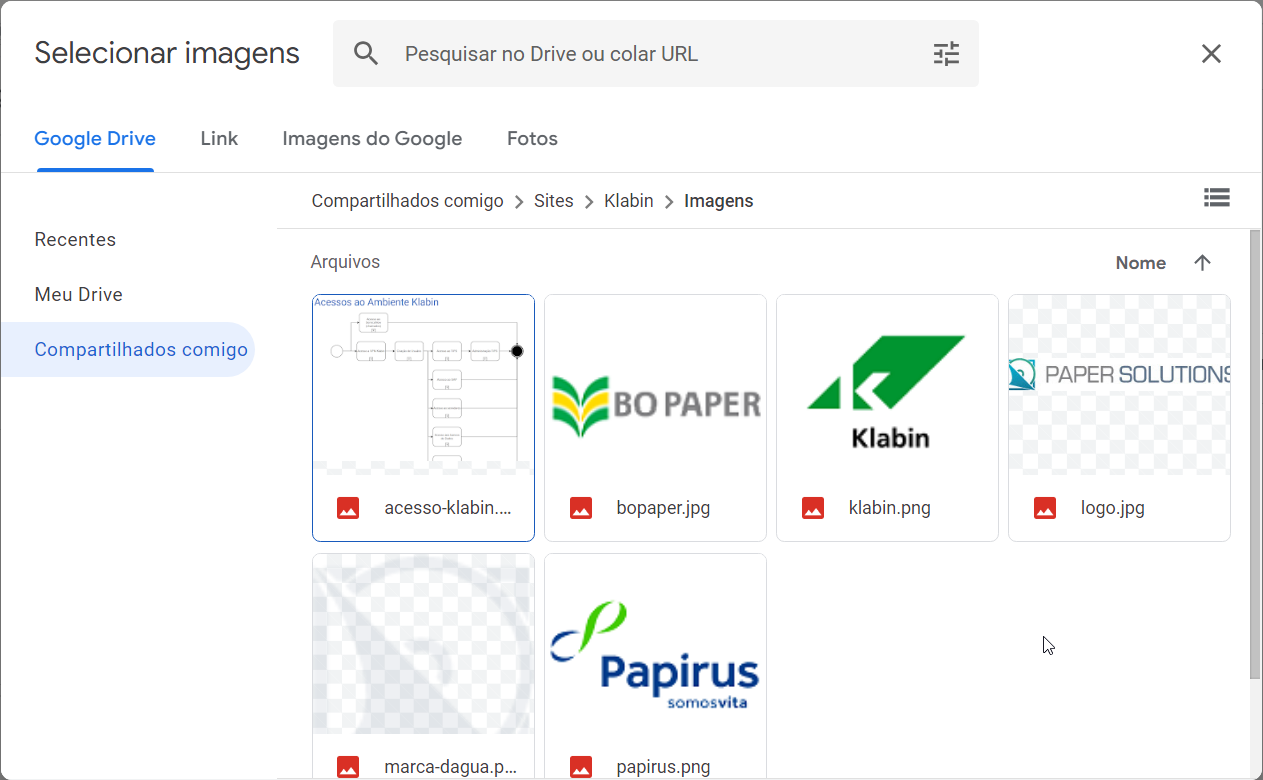 Selecionar imagens
Pesquisar no Drive ou colar URL
Google Drive
Link
Imagens do Google
Fotos
Compartilhados comigo
Sites
Klabin
Imagens
Recentes
Meu Drive
Compartilhados comigo
Arquivos
Nome
Acessos ao Ambiente Klabin
BO PAPER
Klabin
PAPER SOLUTIONS
acesso-klabin....
bopaper.jpg
klabin.png
logo.jpg
Papirus
somosvita
marca-dagua.p...
papirus.png